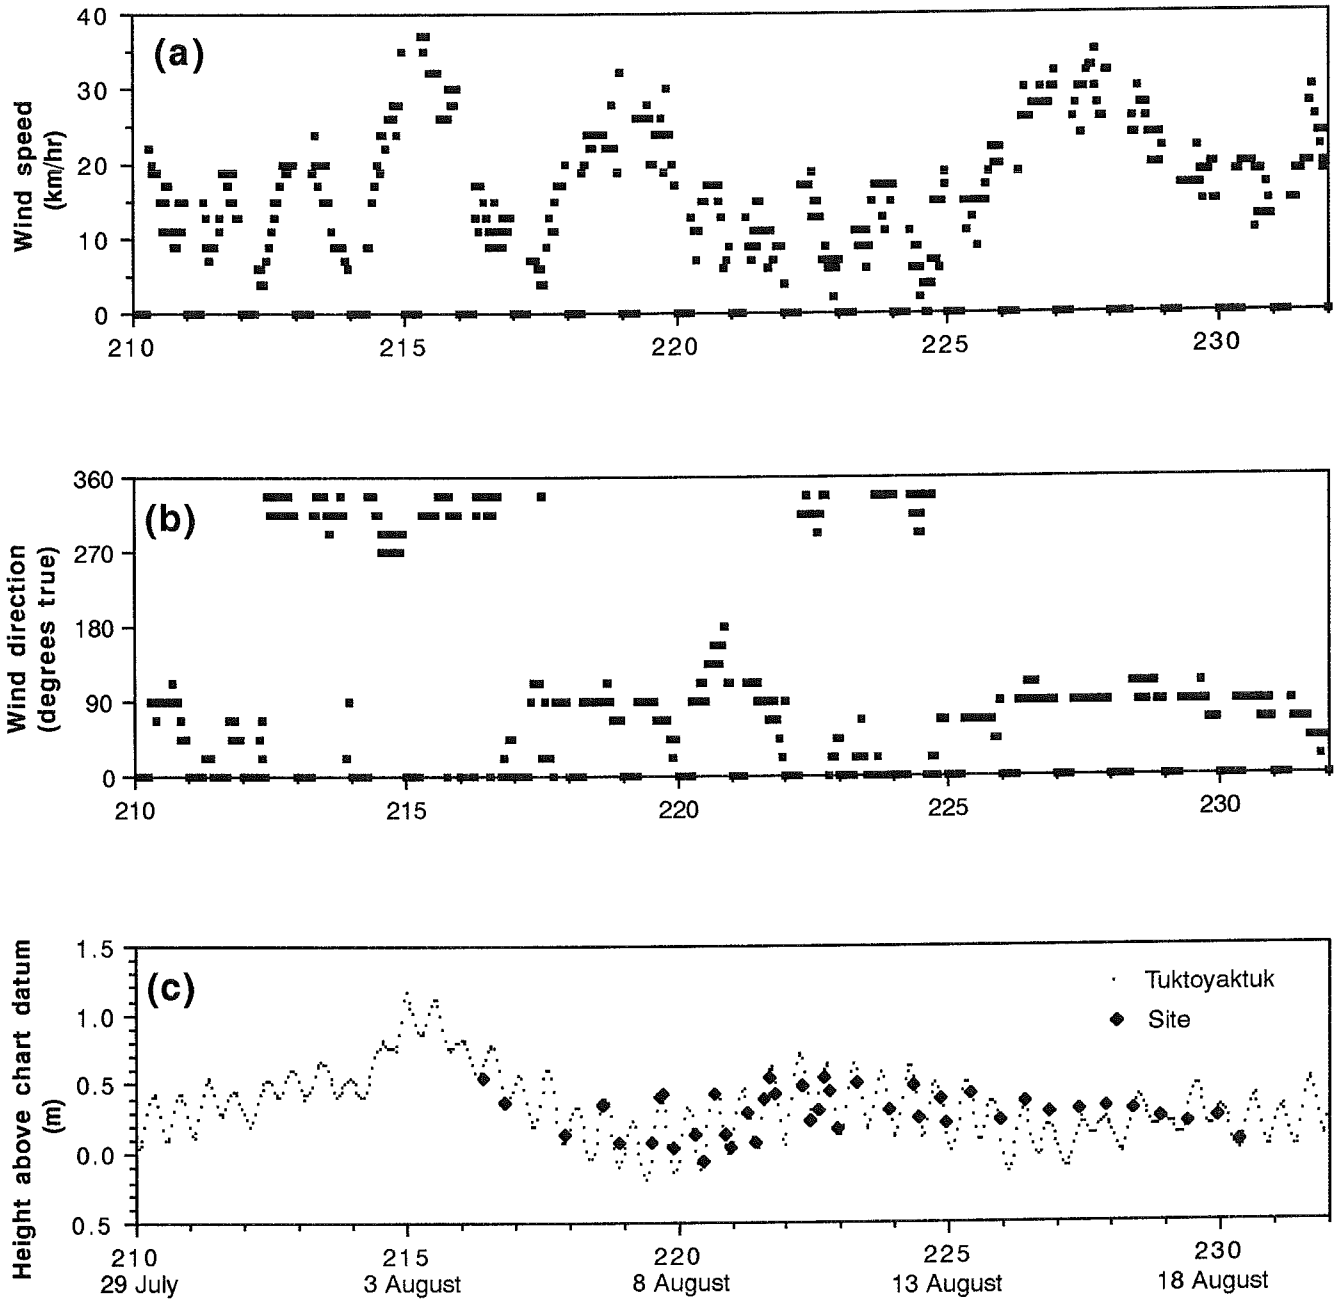 (a)
Wind speed
(km/hr)
40
30
20
10
0
210 215 220 225 230
(b)
Wind direction
(degrees true)
360
270
180
90
0
210 215 220 225 230
(c)
Height above chart datum
(m)
1.5
1.0
0.5
0.0
0.5
Tuktoyaktuk
Site
210 215 220 225 230
29 July 3 August 8 August 13 August 18 August